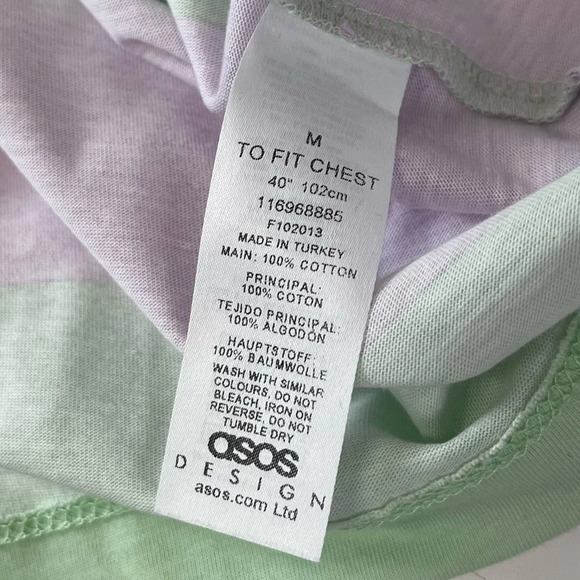 M
TO FIT CHEST
40" 102cm
116968885
F102013
MADE IN TURKEY
MAIN: 100% COTTON
PRINCIPAL:
100% COTON
TEJIDO PRINCIPAL:
100% ALGODÓN
HAUPTSTOFF:
100% BAUMWOLLE
WASH WITH SIMILAR
COLOURS, DO NOT
BLEACH, IRON ON
REVERSE, DO NOT
TUMBLE DRY
asos
DESIGN
asos.com Ltd